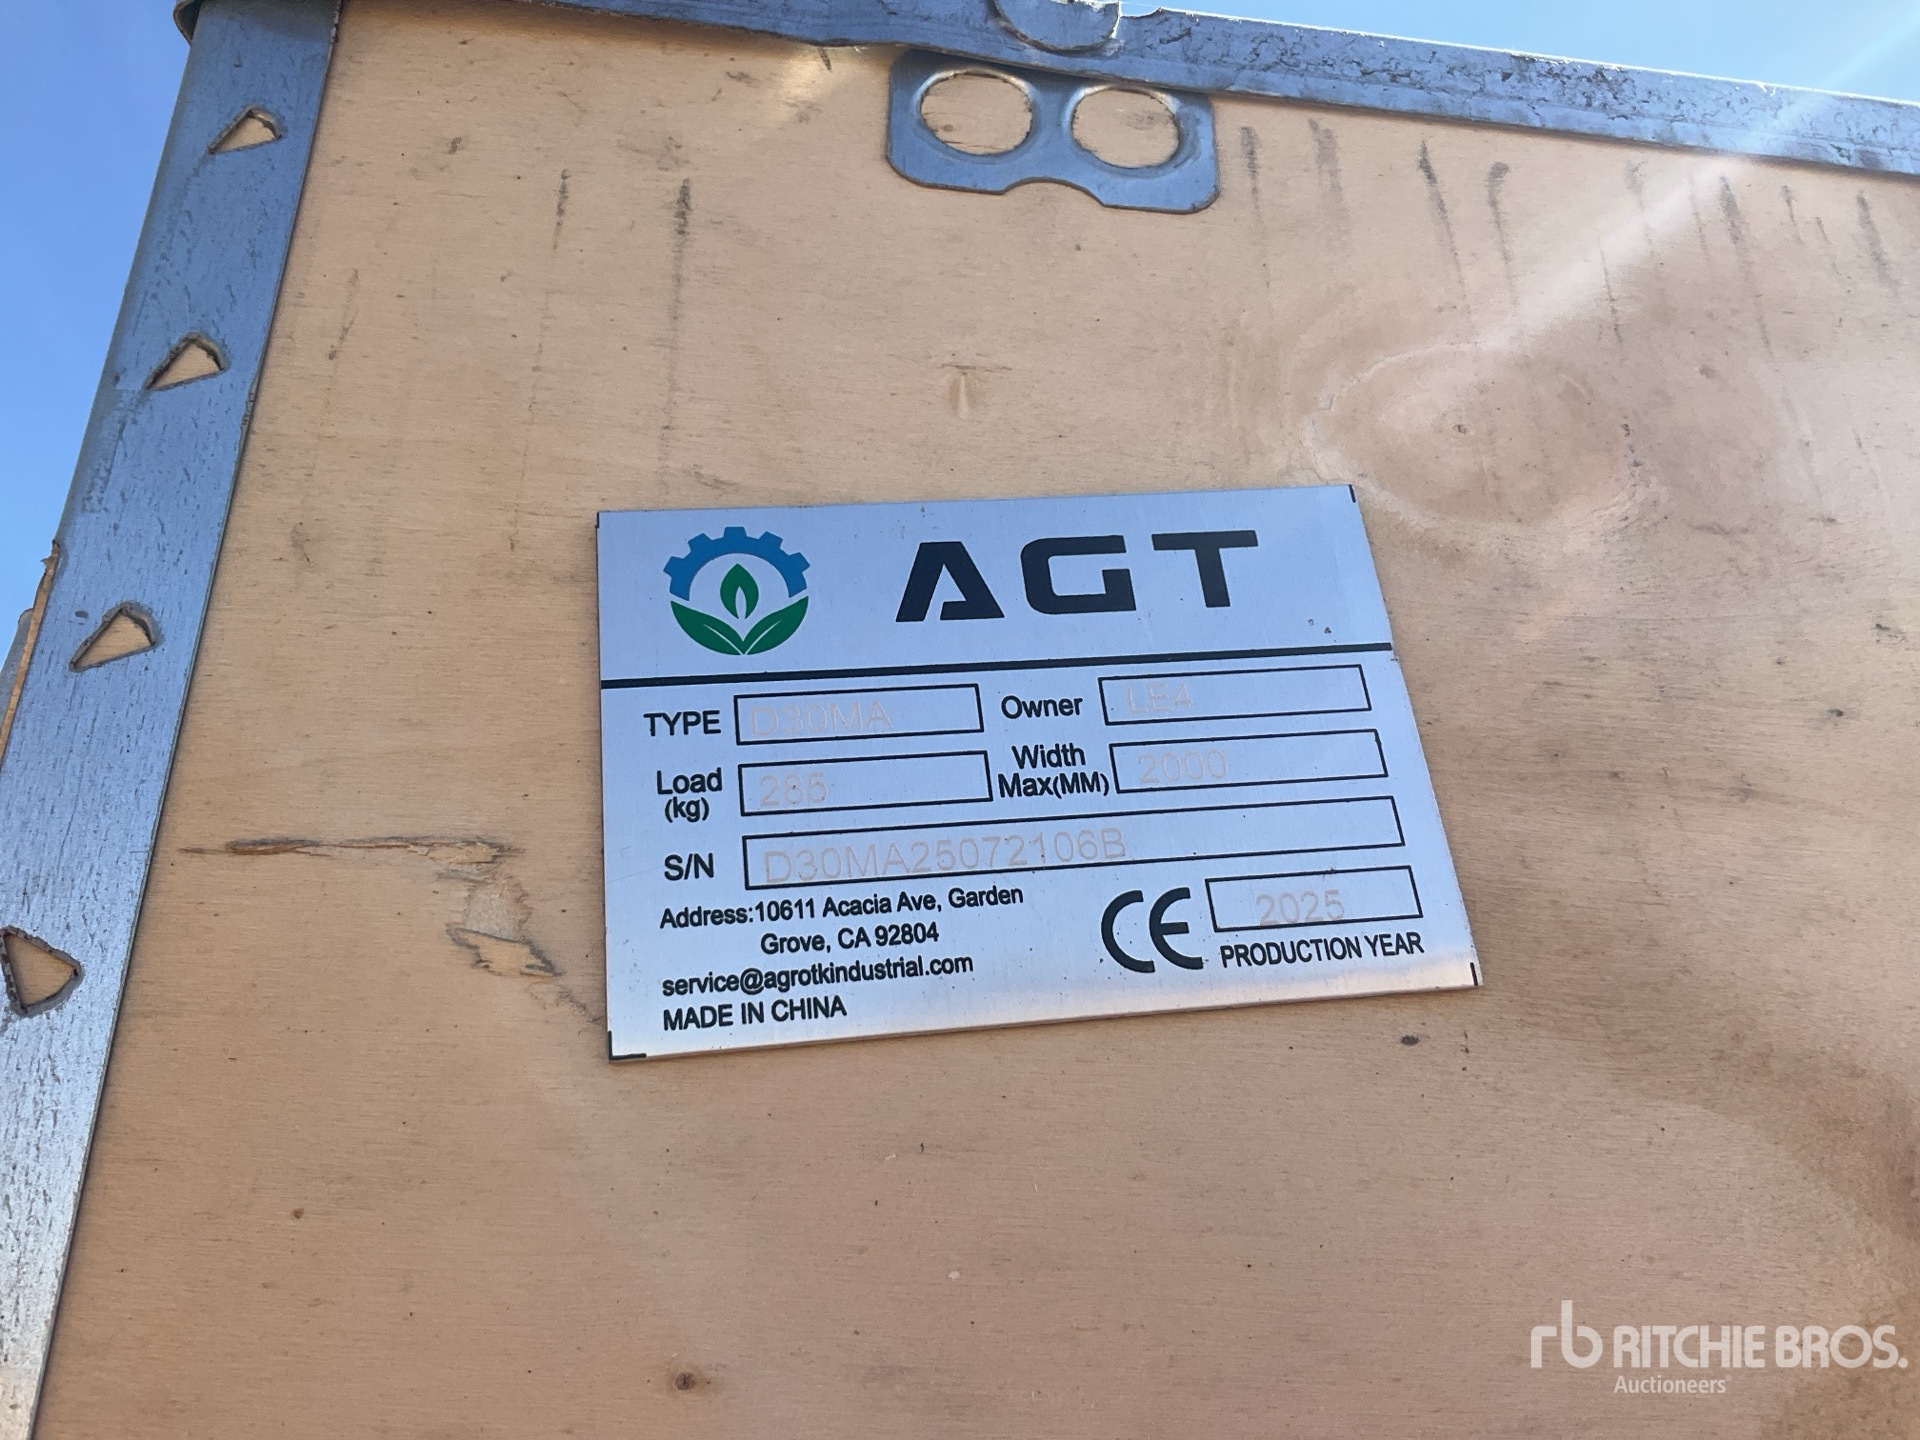 AGT
TYPE D30MA Owner LE4
Load (kg) 285 Width Max(MM) 2000
S/N D30MA25072106B
Address:10611 Acacia Ave, Garden
Grove, CA 92804
service@agrotkindustrial.com
MADE IN CHINA
CE 2025
PRODUCTION YEAR
rb RITCHIE BROS.
Auctioneers